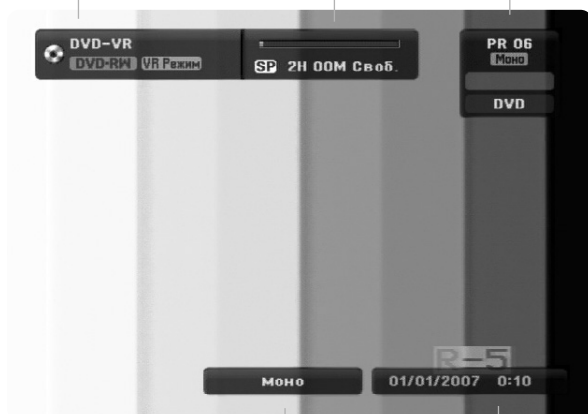 DVD-VR
DVD-RW VR Режим
SP 2H 00M Своб.
PR 06
Моно
DVD
R-5
Моно
01/01/2007 0:10